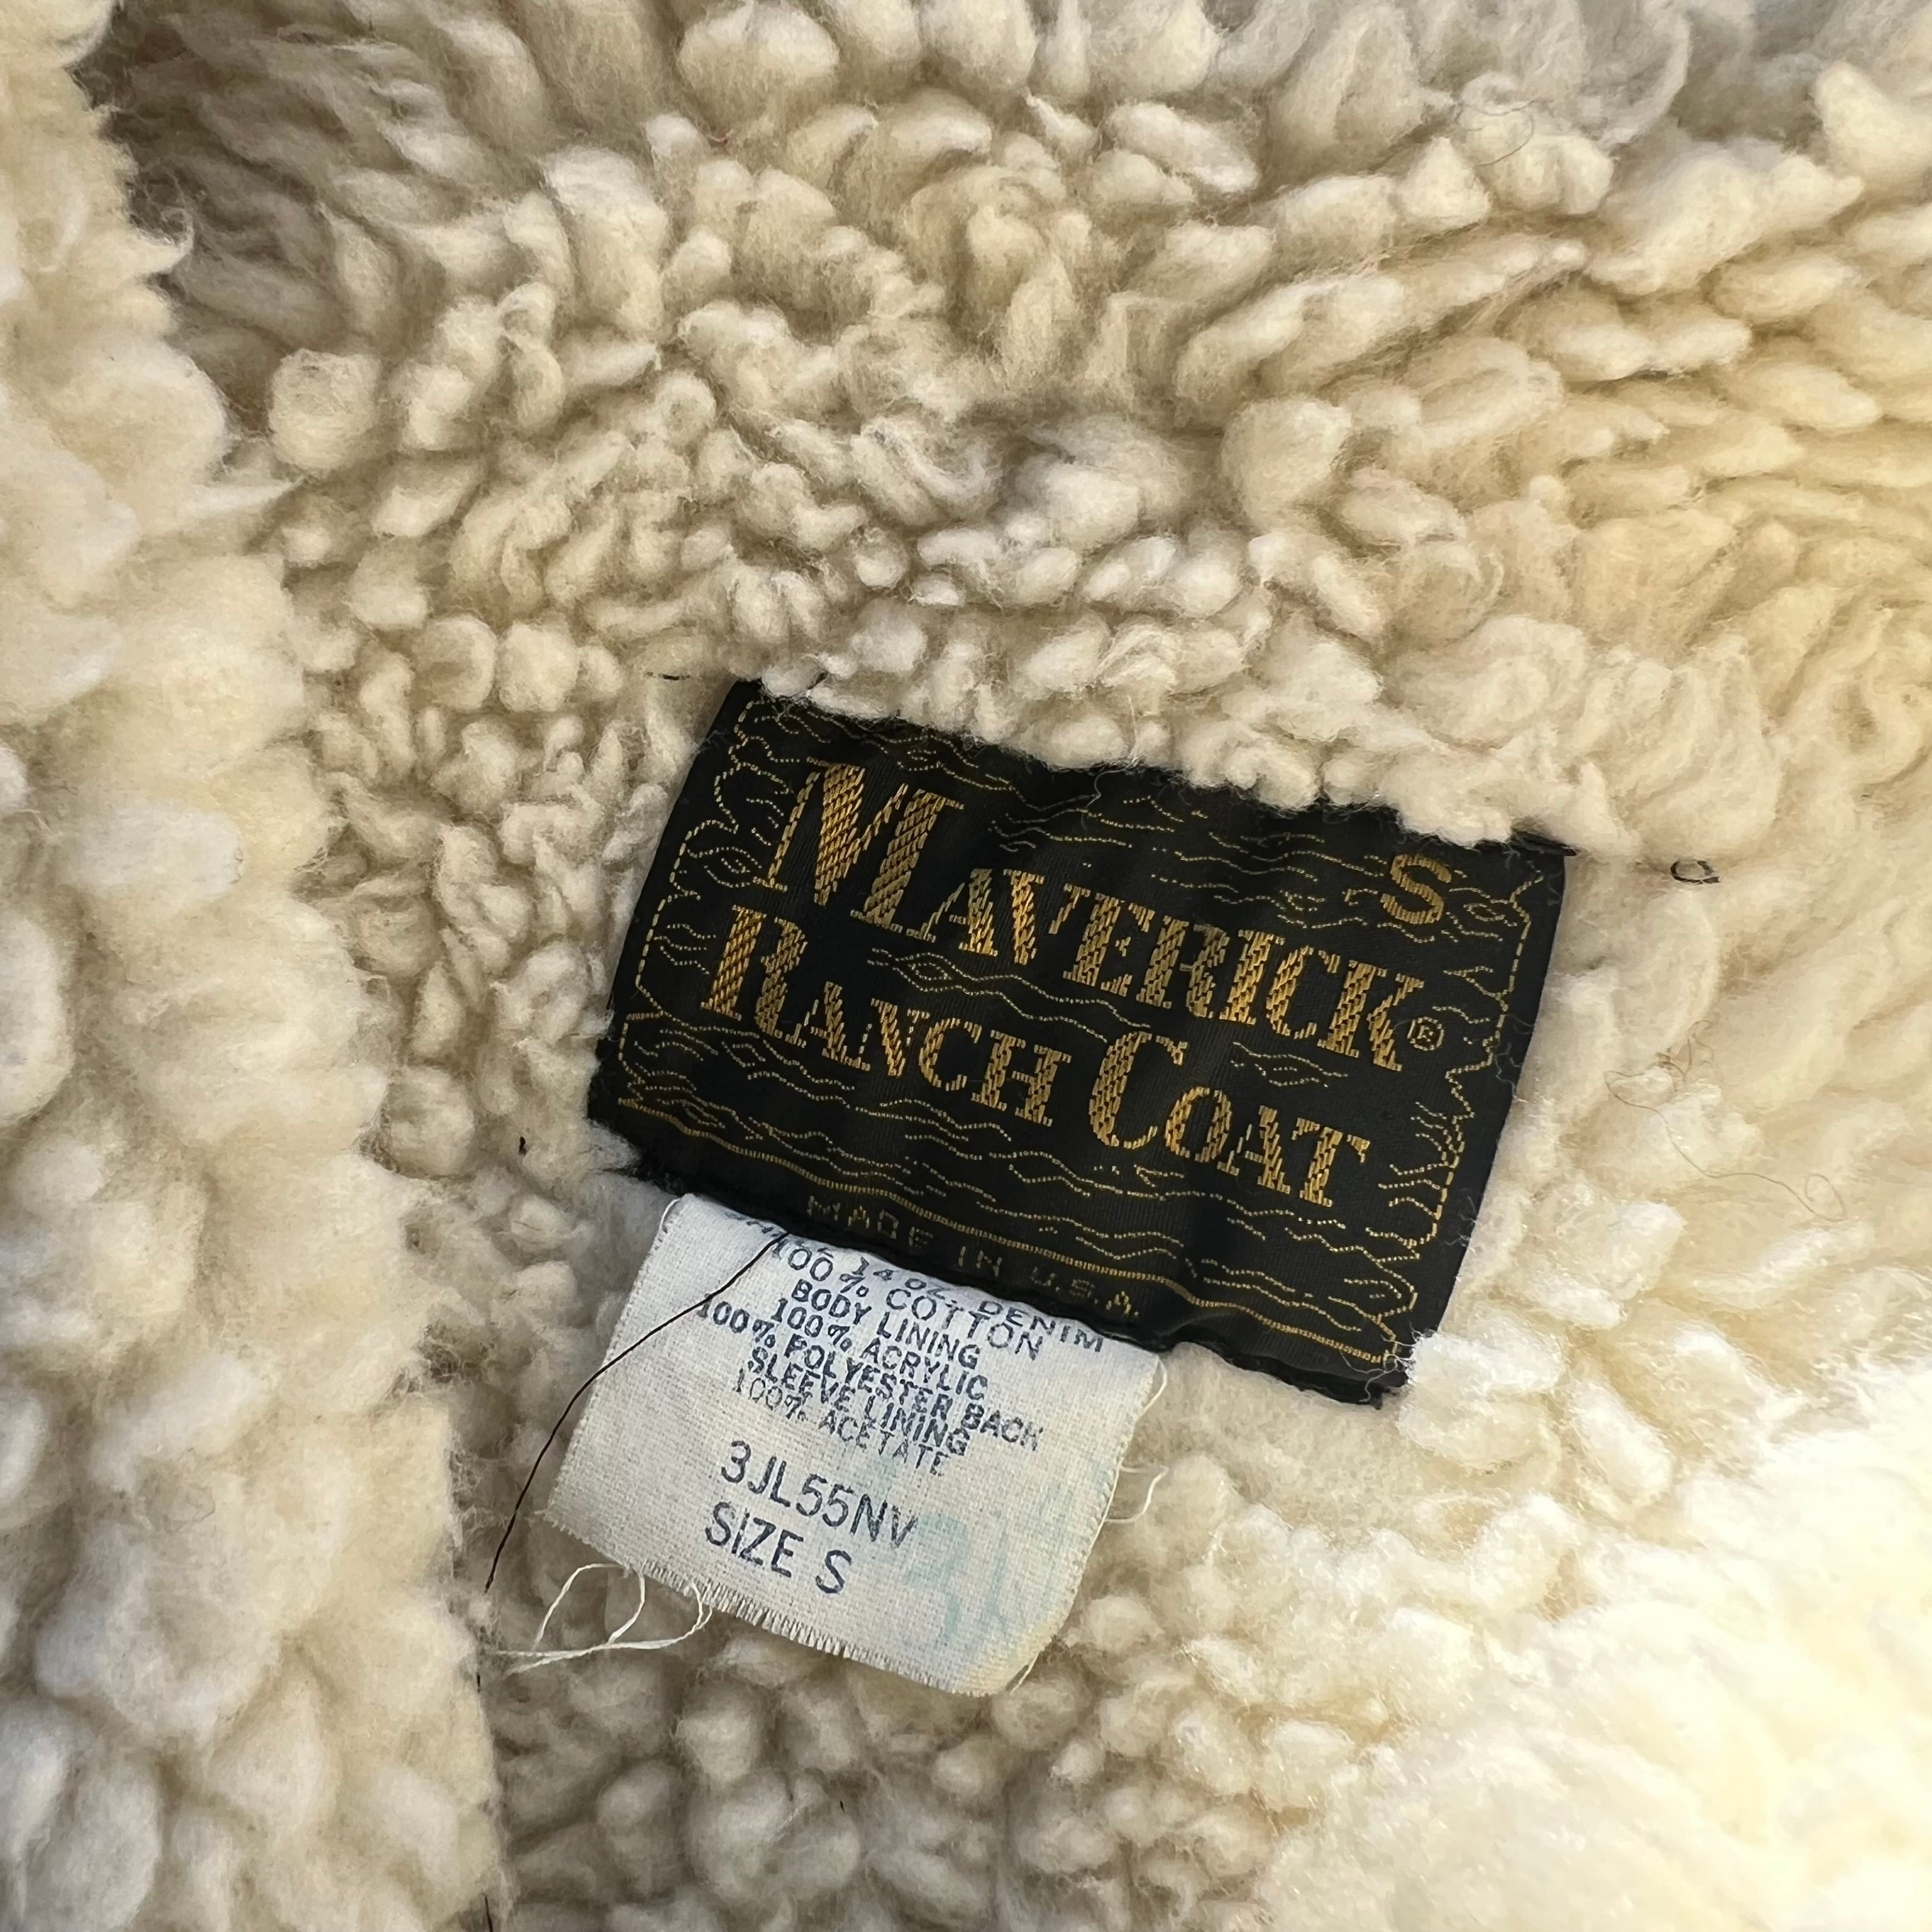 S
MAVERICK®
RANCH COAT
MADE IN U.S.A.
14 OZ. DENIM
100% COTTON
BODY LINING
100% ACRYLIC
100% POLYESTER BACK
SLEEVE LINING
100% ACETATE
3JL55NV
SIZE S